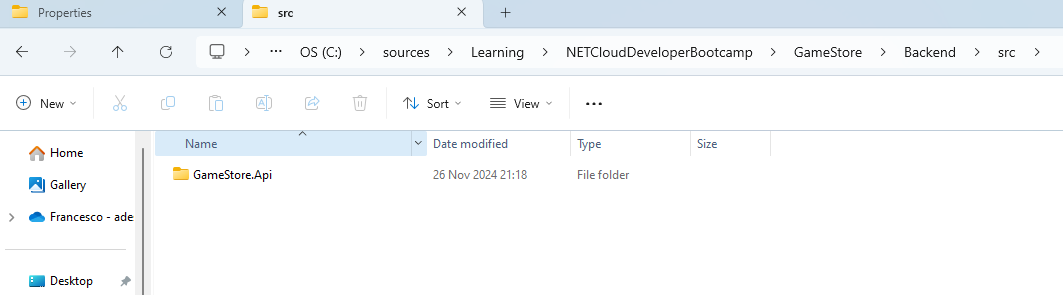 Properties
src
OS (C:) sources Learning NETCloudDeveloperBootcamp GameStore Backend src
New Sort View
Name Date modified Type Size
Home
GameStore.Api 26 Nov 2024 21:18 File folder
Gallery
Francesco - ade
Desktop